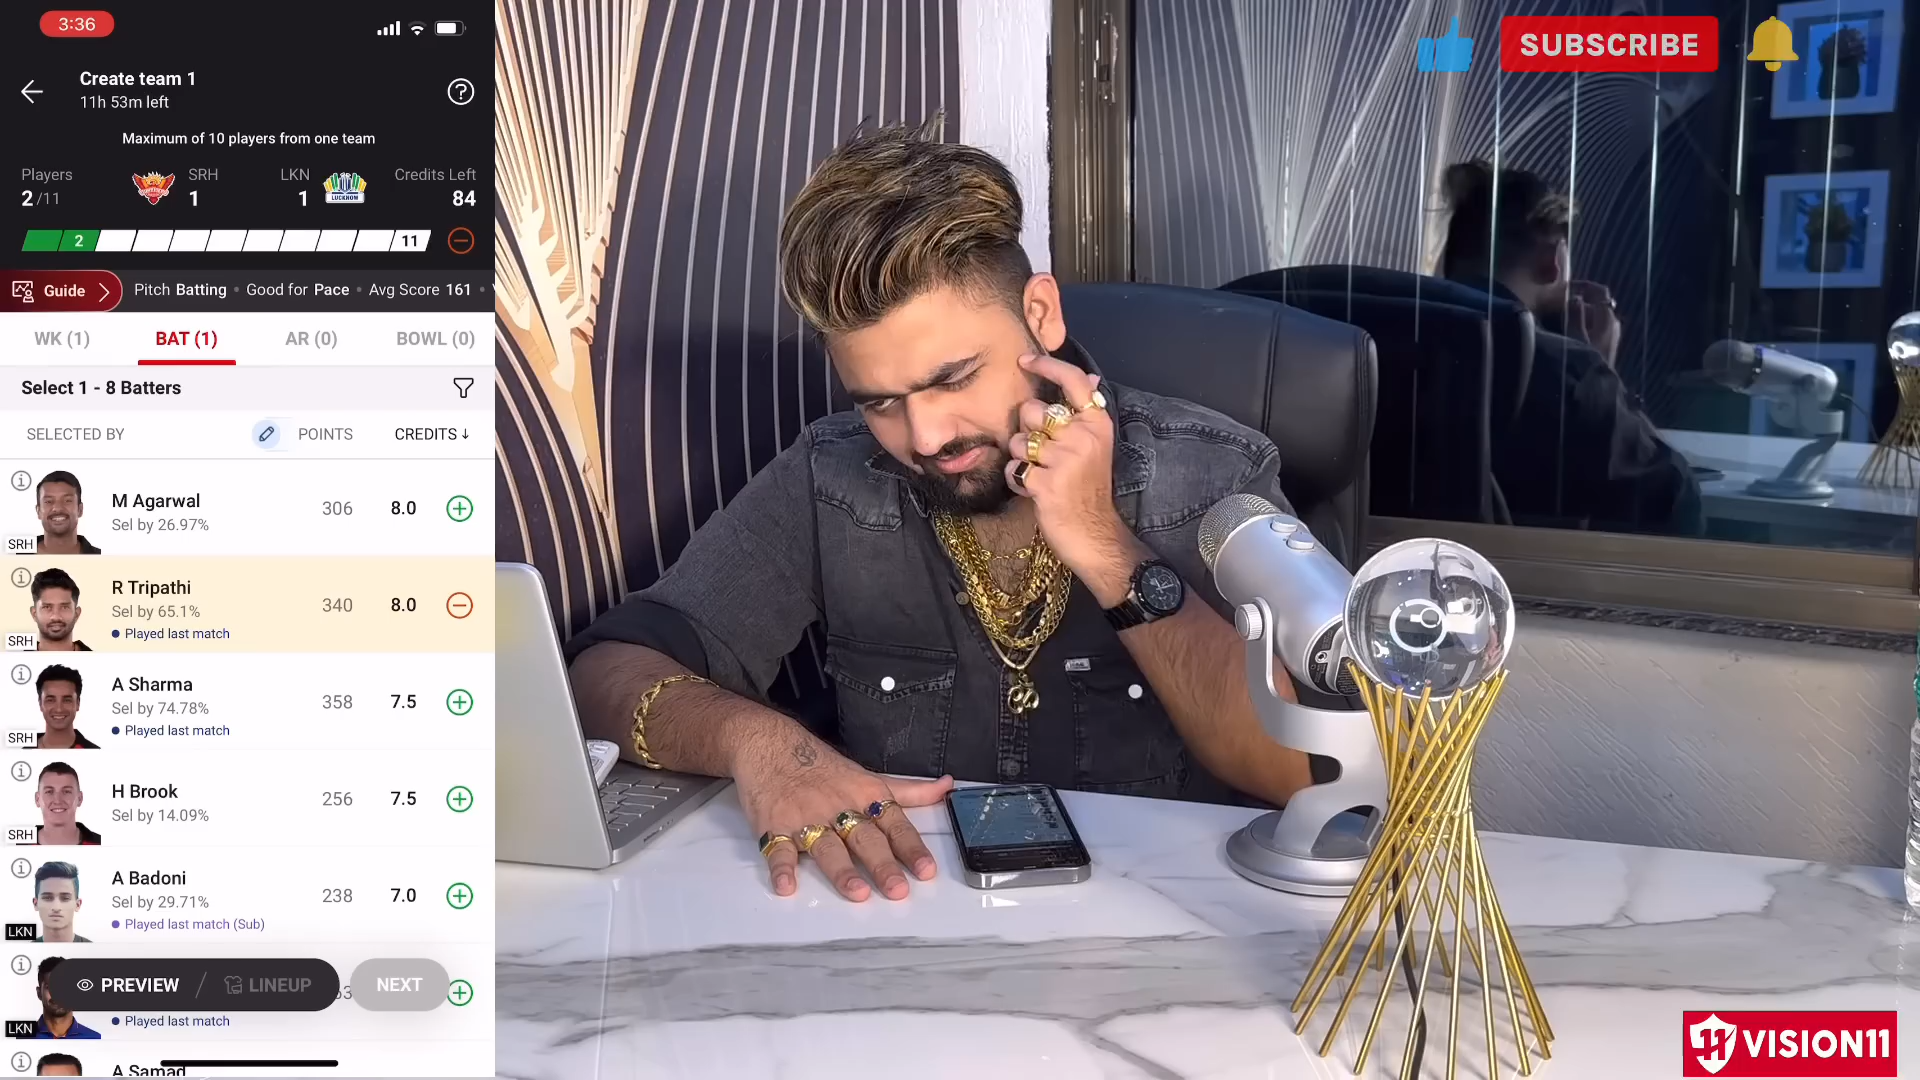 3:36
Create team 1
11h 53m left
Maximum of 10 players from one team
Players
2/11
SRH
1
LKN
1
LUCKNOW
Credits Left
84
2
11
Guide
Pitch Batting • Good for Pace • Avg Score 161 •
WK (1)
BAT (1)
AR (0)
BOWL (0)
Select 1 - 8 Batters
SELECTED BY
POINTS
CREDITS↓
M Agarwal
Sel by 26.97%
306
8.0
SRH
R Tripathi
Sel by 65.1%
Played last match
340
8.0
SRH
A Sharma
Sel by 74.78%
Played last match
358
7.5
SRH
H Brook
Sel by 14.09%
256
7.5
SRH
A Badoni
Sel by 29.71%
Played last match (Sub)
238
7.0
LKN
PREVIEW
LINEUP
NEXT
LKN
Played last match
A Samad
SUBSCRIBE
VISION11